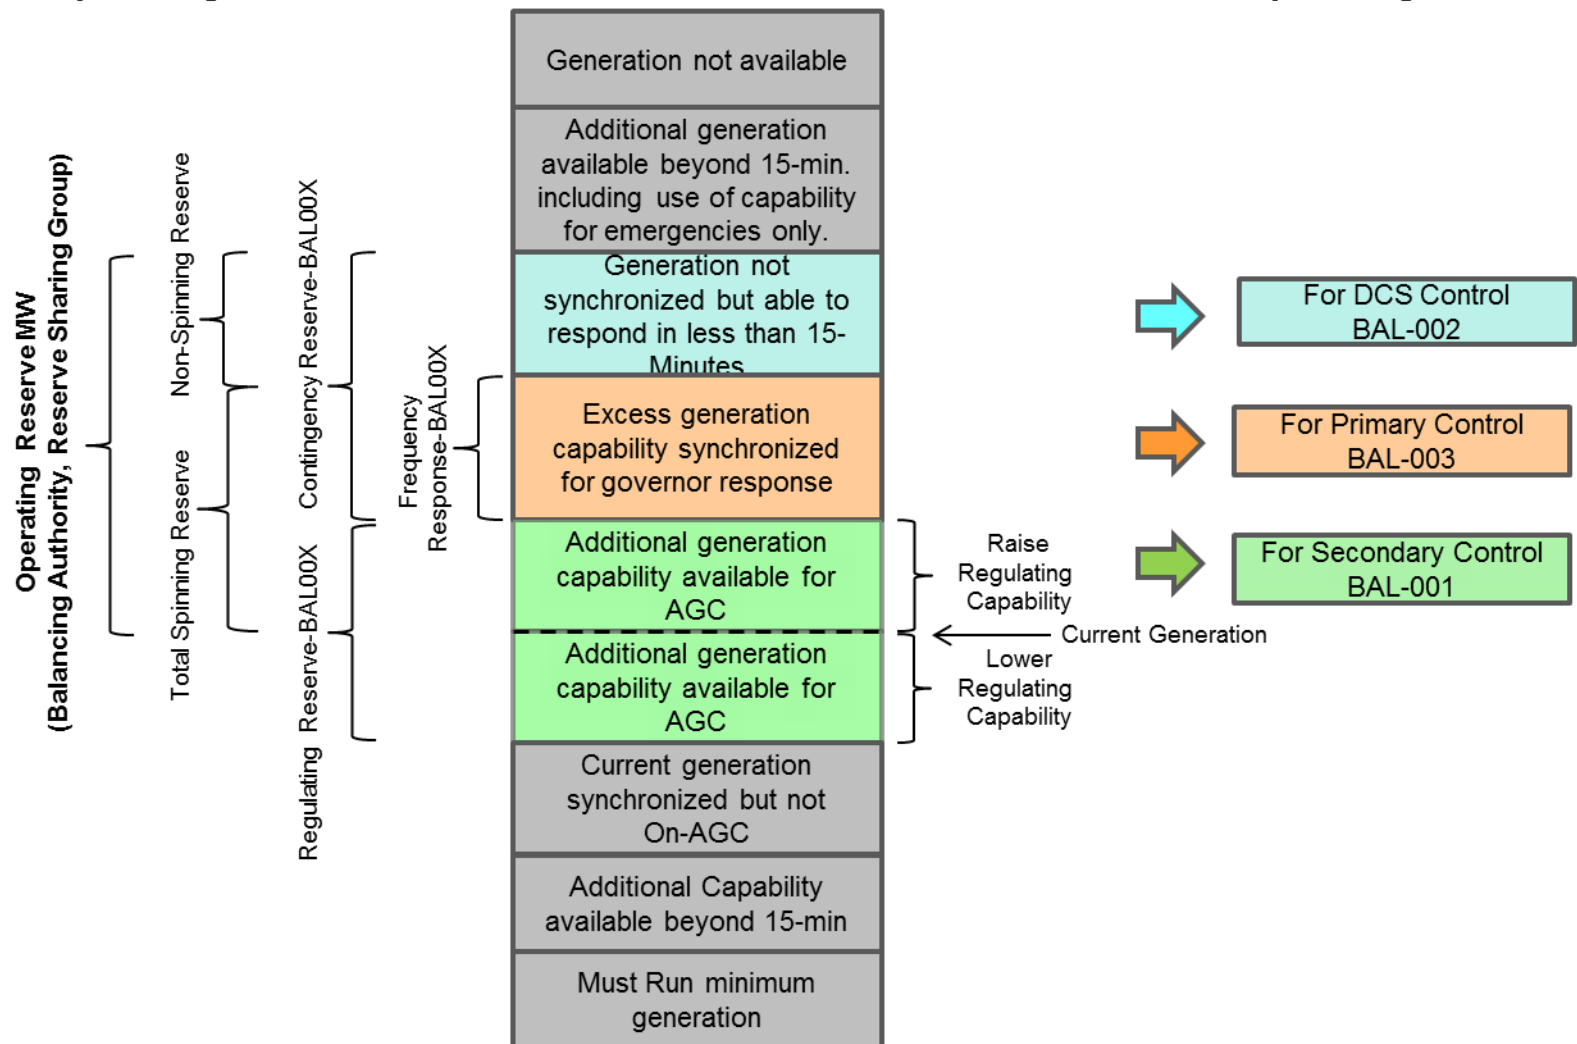 Operating Reserve MW
(Balancing Authority, Reserve Sharing Group)
Non-Spinning Reserve
Total Spinning Reserve
Contingency Reserve-BAL00X
Regulating Reserve-BAL00X
Frequency
Response-BAL00X
Generation not available
Additional generation
available beyond 15-min.
including use of capability
for emergencies only.
Generation not
synchronized but able to
respond in less than 15-
Minutes
Excess generation
capability synchronized
for governor response
Additional generation
capability available for
AGC
Additional generation
capability available for
AGC
Current generation
synchronized but not
On-AGC
Additional Capability
available beyond 15-min
Must Run minimum
generation
Raise
Regulating
Capability
Current Generation
Lower
Regulating
Capability
For DCS Control
BAL-002
For Primary Control
BAL-003
For Secondary Control
BAL-001